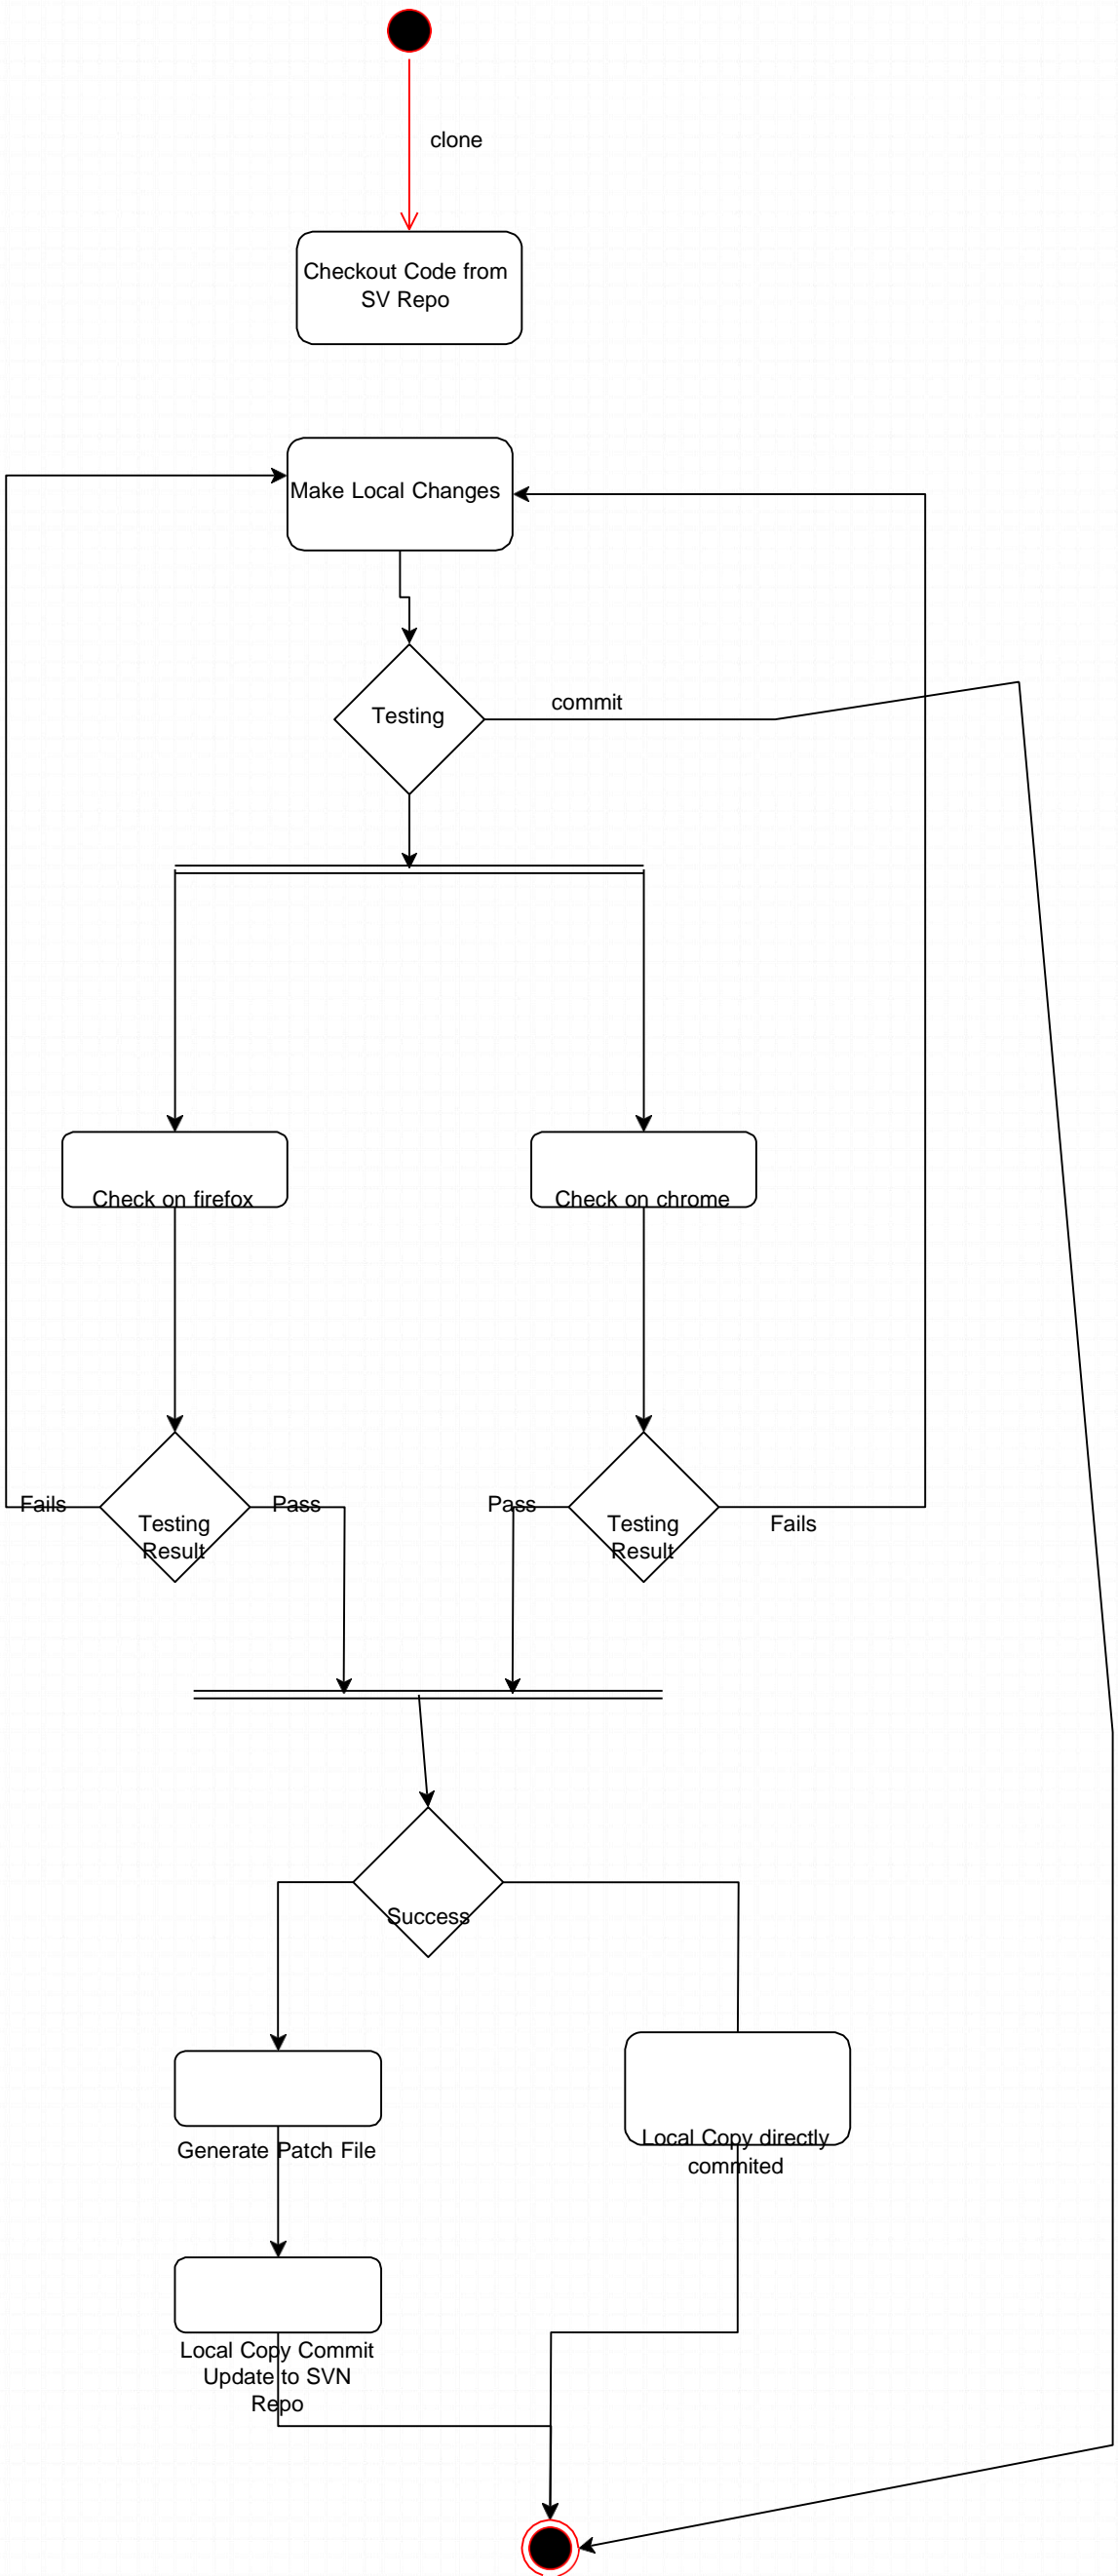 clone
Checkout Code from
SV Repo
Make Local Changes
Testing
commit
Check on firefox
Check on chrome
Fails
Pass
Pass
Fails
Testing
Result
Testing
Result
Success
Generate Patch File
Local Copy directly
commited
Local Copy Commit
Update to SVN
Repo